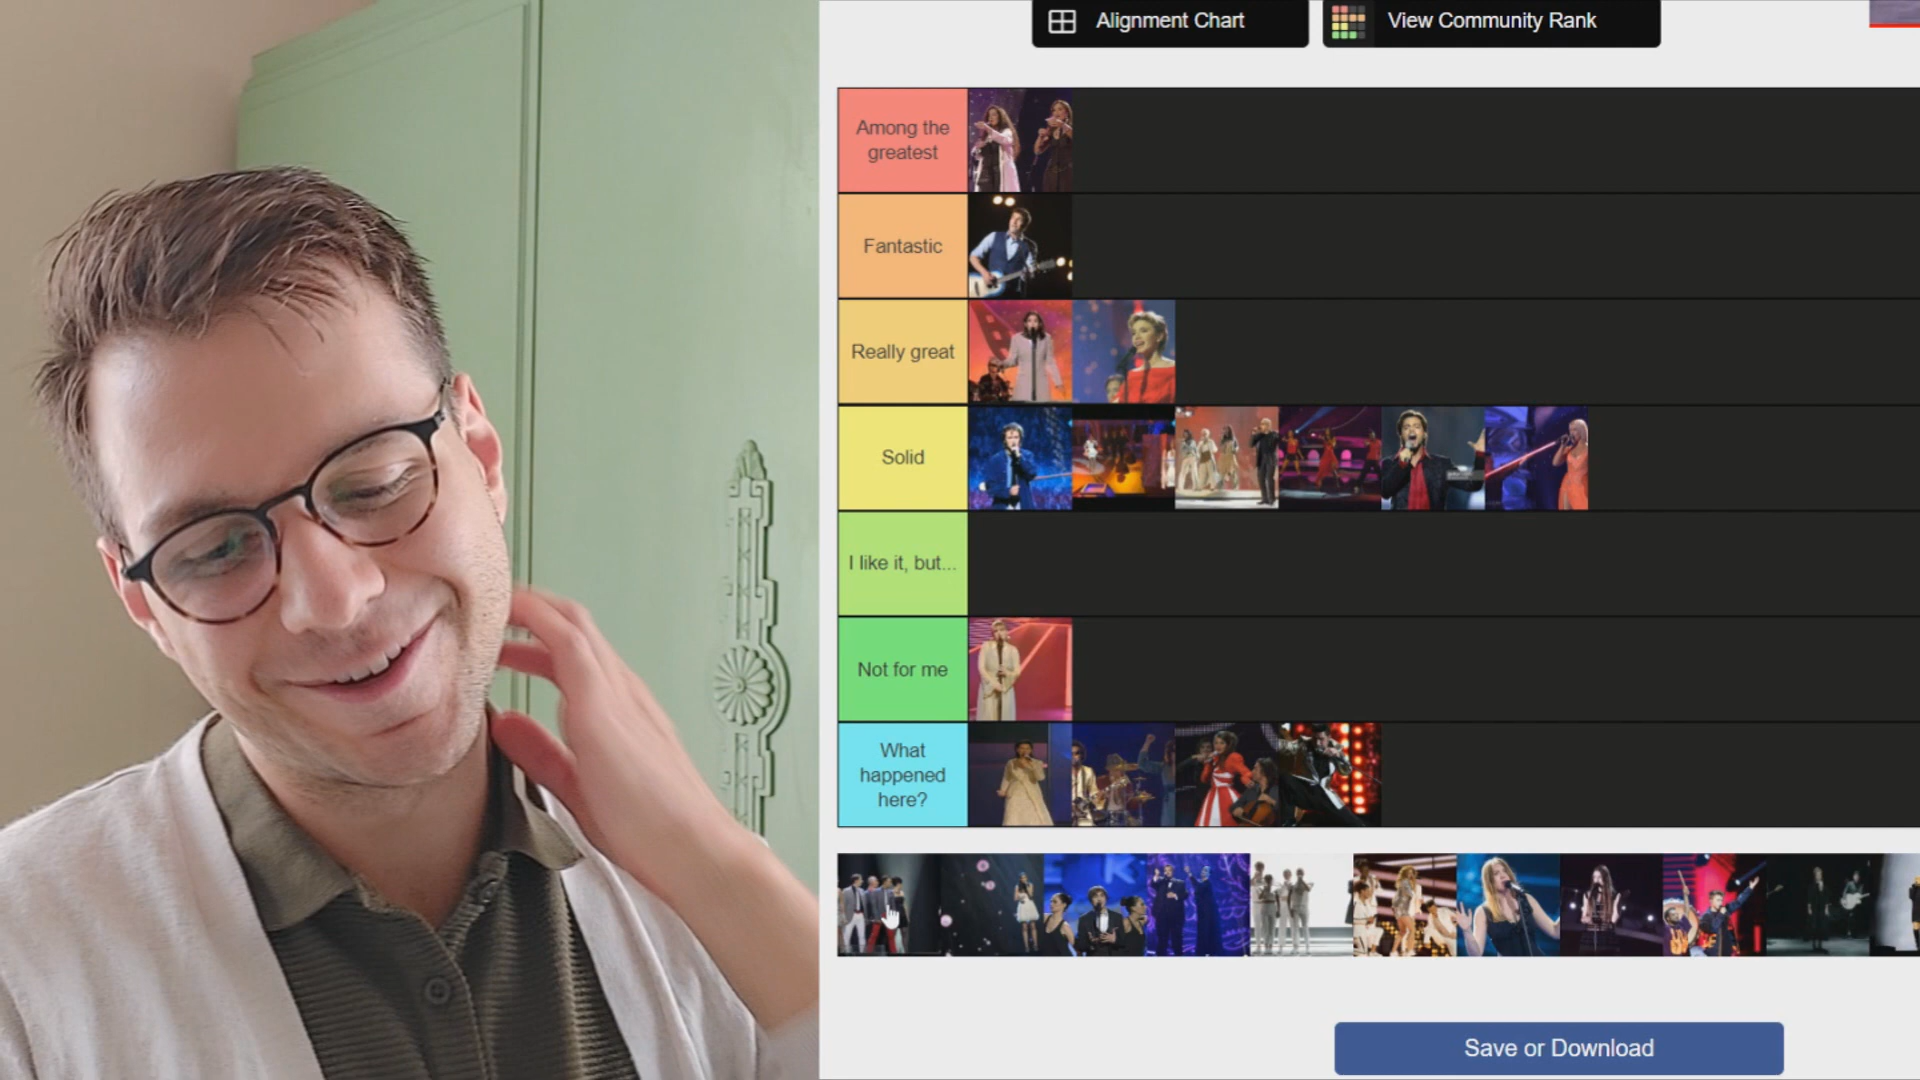 Alignment Chart
View Community Rank
Among the
greatest
Fantastic
Really great
Solid
I like it, but...
Not for me
What
happened
here?
Save or Download